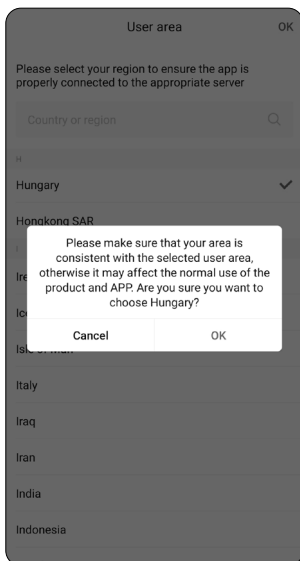 User area
OK
Please select your region to ensure the app is
properly connected to the appropriate server
Country or region
H
Hungary
Hongkong SAR
I
Please make sure that your area is
consistent with the selected user area,
otherwise it may affect the normal use of the
product and APP. Are you sure you want to
choose Hungary?
Cancel
OK
Isle of Man
Italy
Iraq
Iran
India
Indonesia